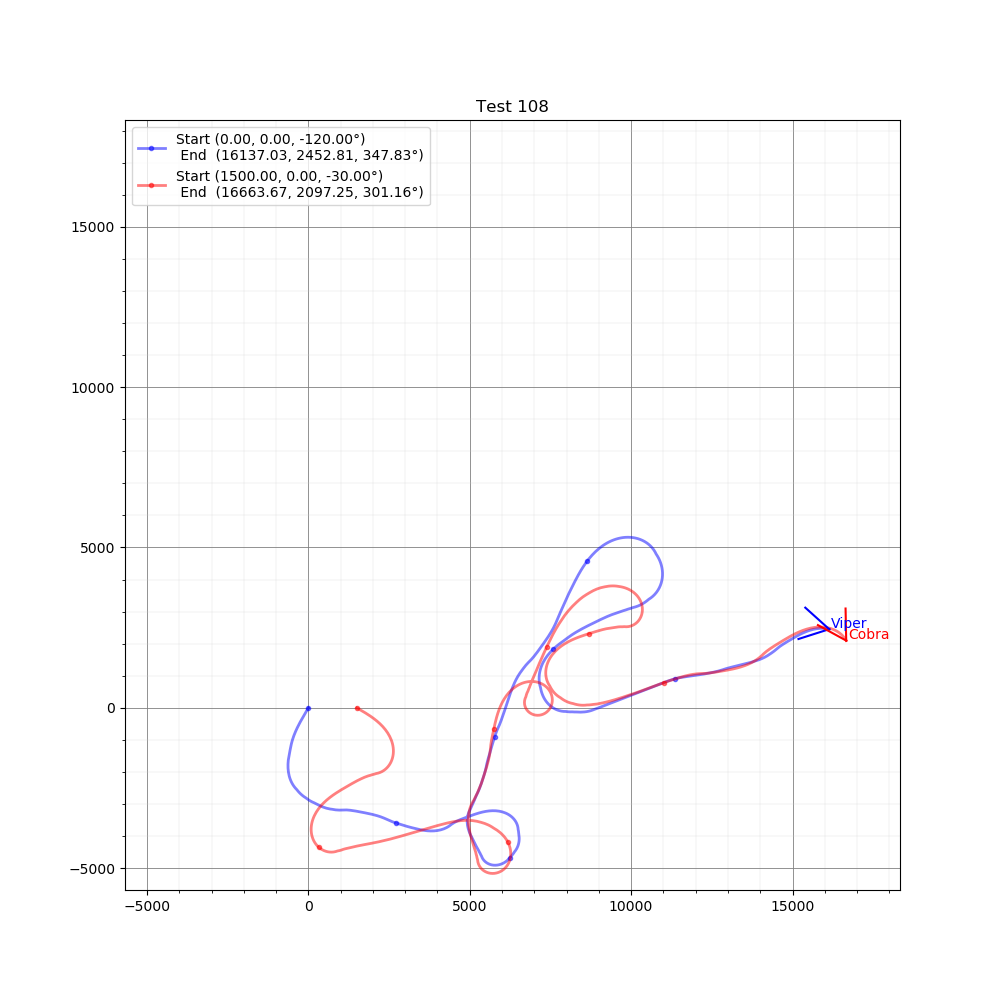 Test 108
Start (0.00, 0.00, -120.00°)
End (16137.03, 2452.81, 347.83°)
Start (1500.00, 0.00, -30.00°)
End (16663.67, 2097.25, 301.16°)
15000
10000
5000
0
−5000
Viper
Cobra
−5000 0 5000 10000 15000